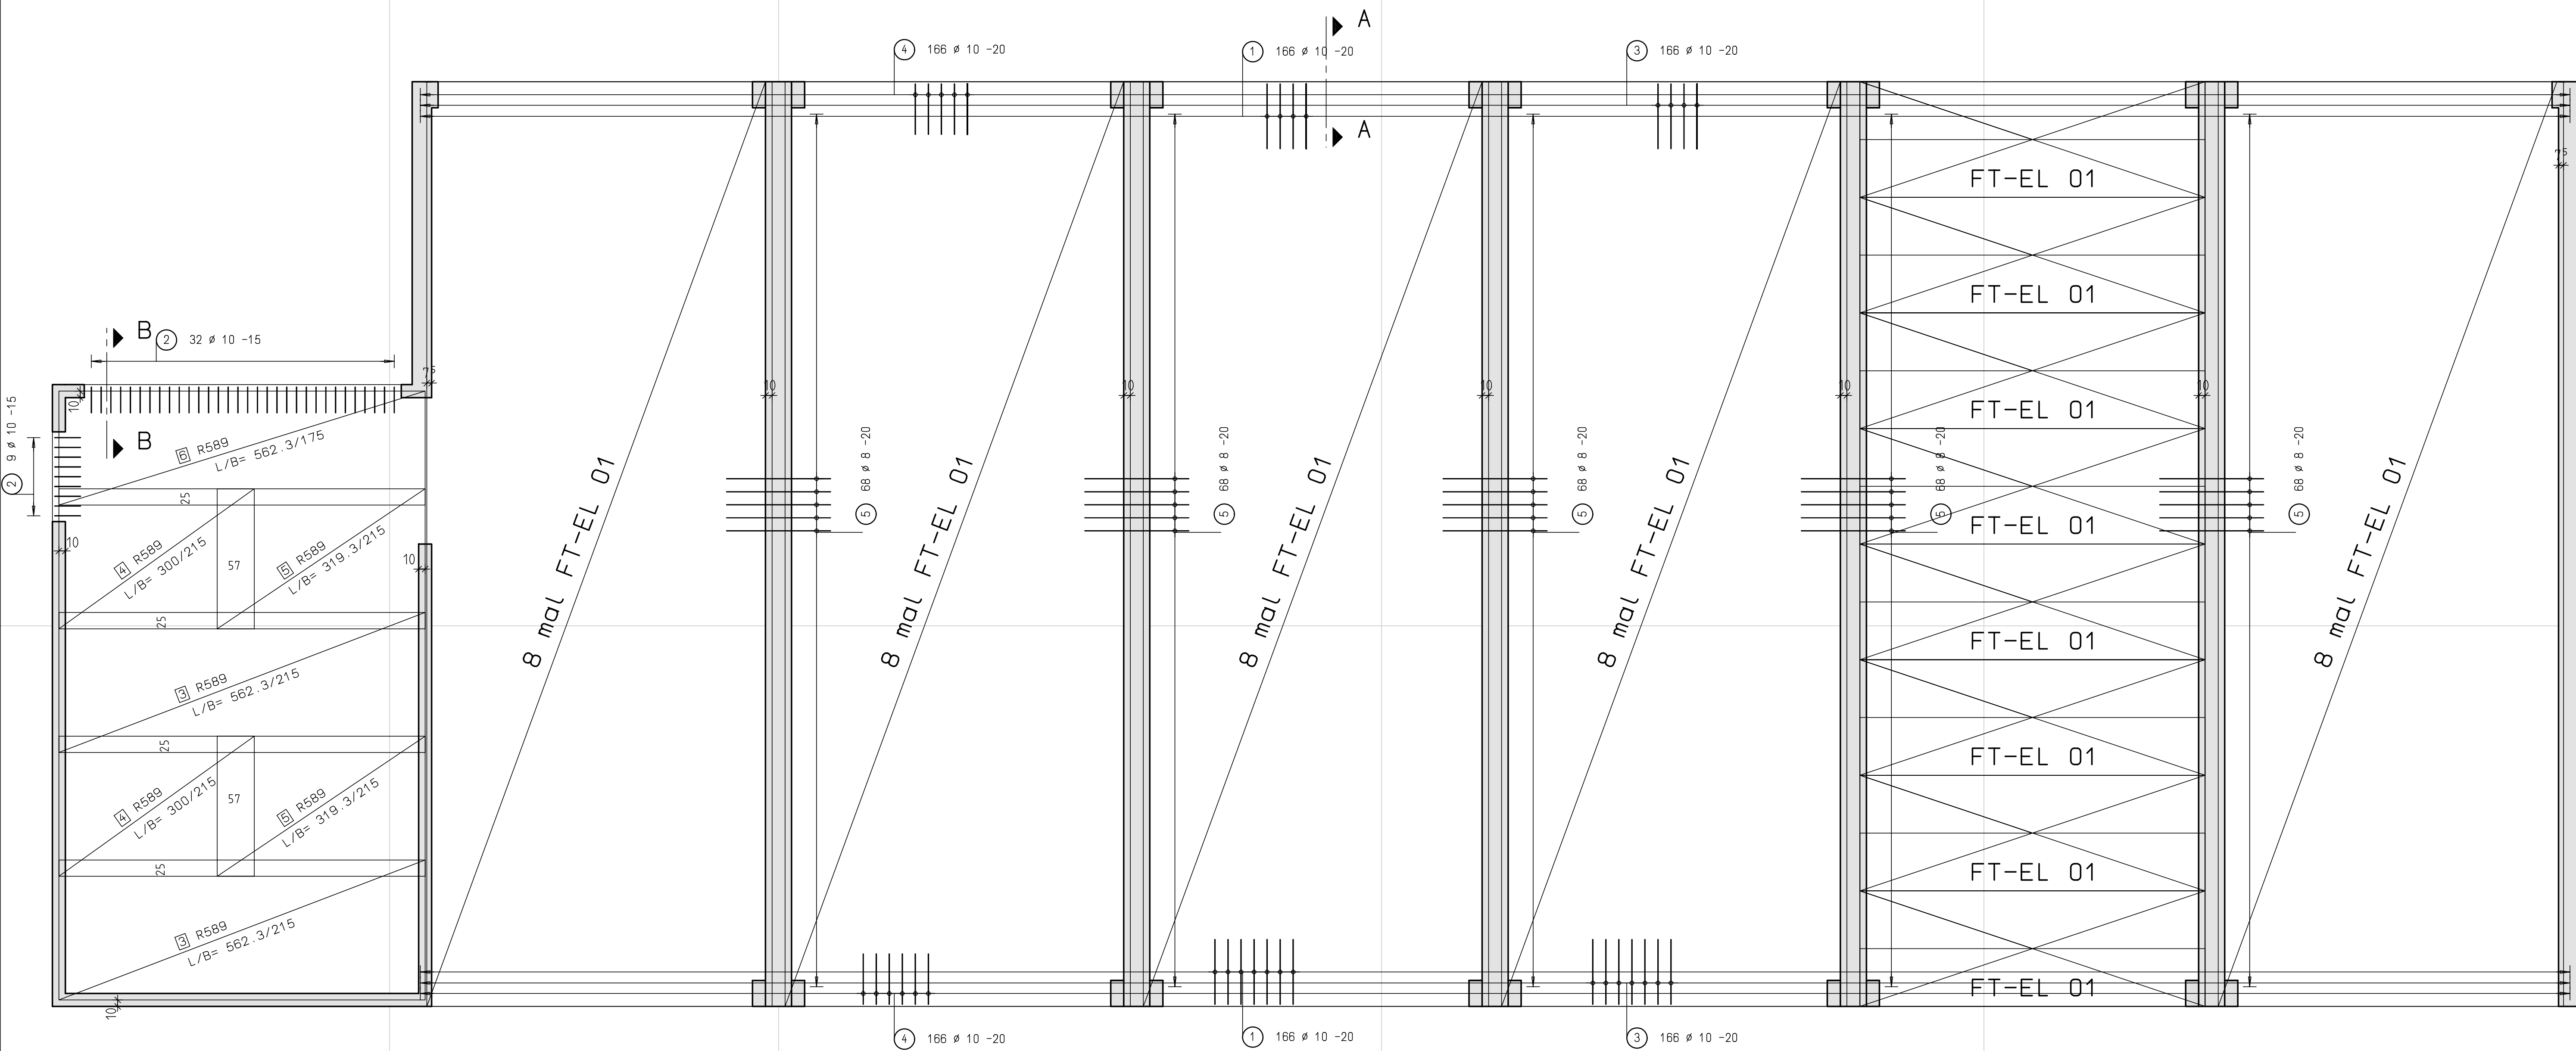 A
4 166 ø 10 -20
1 166 ø 10 -20
3 166 ø 10 -20
A
7⁵
FT-EL 01
FT-EL 01
FT-EL 01
FT-EL 01
FT-EL 01
FT-EL 01
FT-EL 01
FT-EL 01
B
2 32 ø 10 -15
7⁵
10
10
10
10
10
10
2 9 ø 10 -15
B
6 R589
L/B= 562.3/175
25
10
10
4 R589
L/B= 300/215
57
5 R589
L/B= 319.3/215
25
3 R589
L/B= 562.3/215
25
4 R589
L/B= 300/215
57
5 R589
L/B= 319.3/215
25
3 R589
L/B= 562.3/215
10
8 mal FT-EL 01
5 68 ø 8 -20
8 mal FT-EL 01
5 68 ø 8 -20
8 mal FT-EL 01
5 68 ø 8 -20
8 mal FT-EL 01
5 68 ø 8 -20
5 68 ø 8 -20
8 mal FT-EL 01
4 166 ø 10 -20
1 166 ø 10 -20
3 166 ø 10 -20